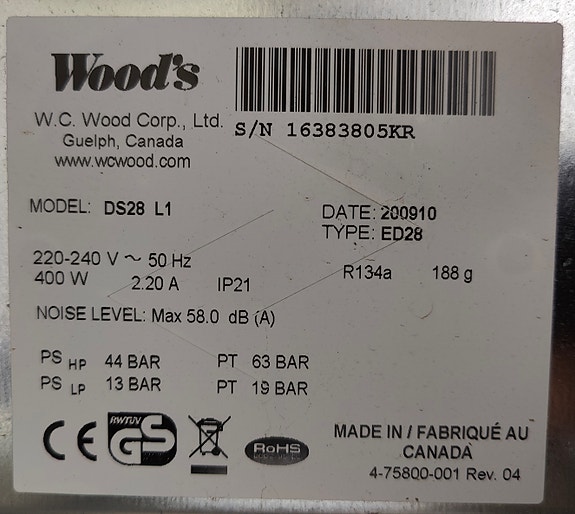 Wood's
W.C. Wood Corp., Ltd.
Guelph, Canada
www.wcwood.com
S/N 16383805KR
MODEL: DS28 L1
DATE: 200910
TYPE: ED28
220-240 V ~ 50 Hz
400 W 2.20 A IP21
R134a 188 g
NOISE LEVEL: Max 58.0 dB (A)
PS HP 44 BAR PT 63 BAR
PS LP 13 BAR PT 19 BAR
CE
RWTÜV
GS
RoHS
MADE IN / FABRIQUÉ AU
CANADA
4-75800-001 Rev. 04